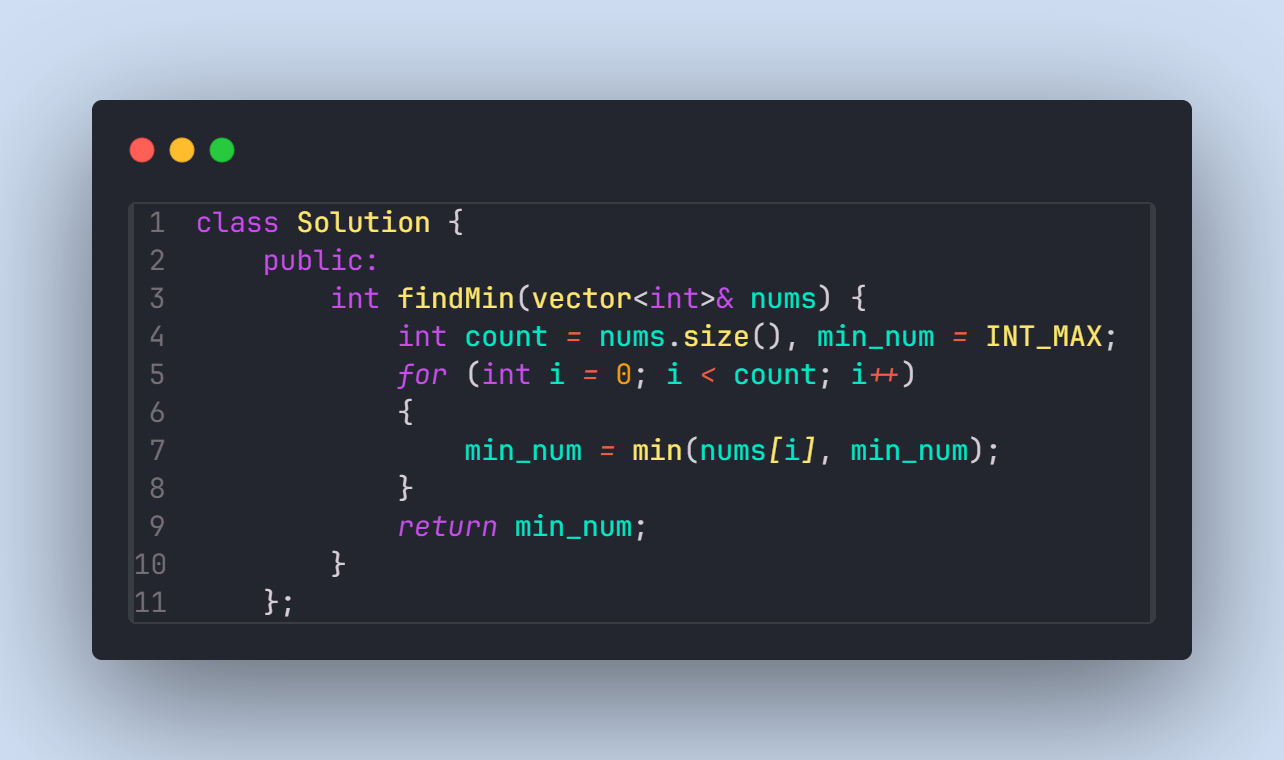 1 class Solution {
2     public:
3         int findMin(vector<int>& nums) {
4             int count = nums.size(), min_num = INT_MAX;
5             for (int i = 0; i < count; i++)
6             {
7                 min_num = min(nums[i], min_num);
8             }
9             return min_num;
10         }
11     };